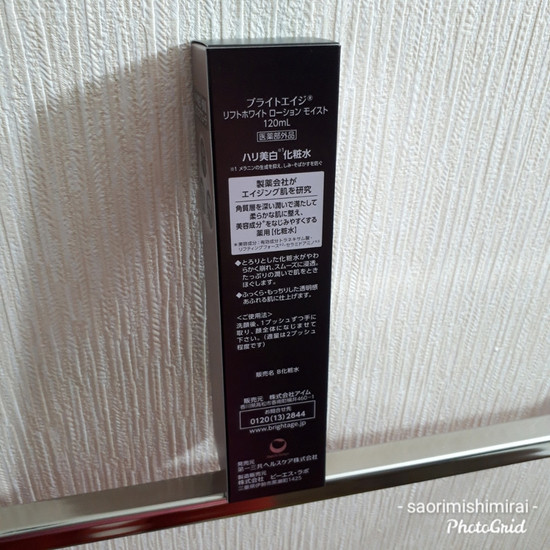 ブライトエイジ®
リフトホワイト ローション モイスト
120mL
医薬部外品
ハリ美白※1化粧水
※1 メラニンの生成を抑え、しみ・そばかすを防ぐ
製薬会社が
エイジング肌を研究
角質層を深い潤いで満たして
柔らかな肌に整え、
美容成分*をなじみやすくする
薬用[化粧水]
◆とろりとした化粧水がやわ
らかく崩れ、スムーズに浸透。
たっぷりの潤いで肌をとき
ほぐします。
◆ふっくら・もっちりした透明感
あふれる肌に仕上げます。
<ご使用法>
洗顔後、1プッシュずつ手に
取り、顔全体になじませて
下さい。(適量は2プッシュ
程度です)
販売名 B化粧水
販売元 株式会社アイム
お問合せ先
0120(13)2844
www.brightage.jp
発売元
第一三共ヘルスケア株式会社
製造販売元
株式会社 ピーエス・ラボ
- saorimishimirai -
PhotoGrid